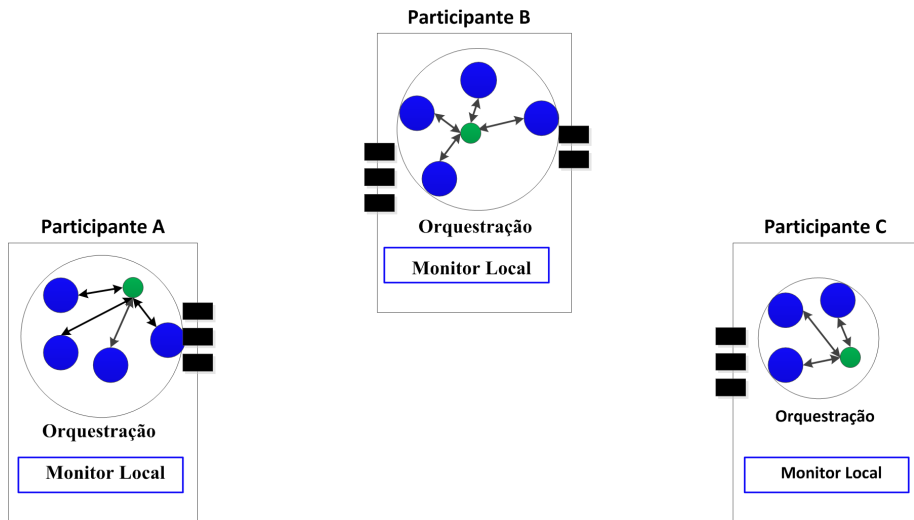 Participante B
Orquestração
Monitor Local
Participante A
Orquestração
Monitor Local
Participante C
Orquestração
Monitor Local